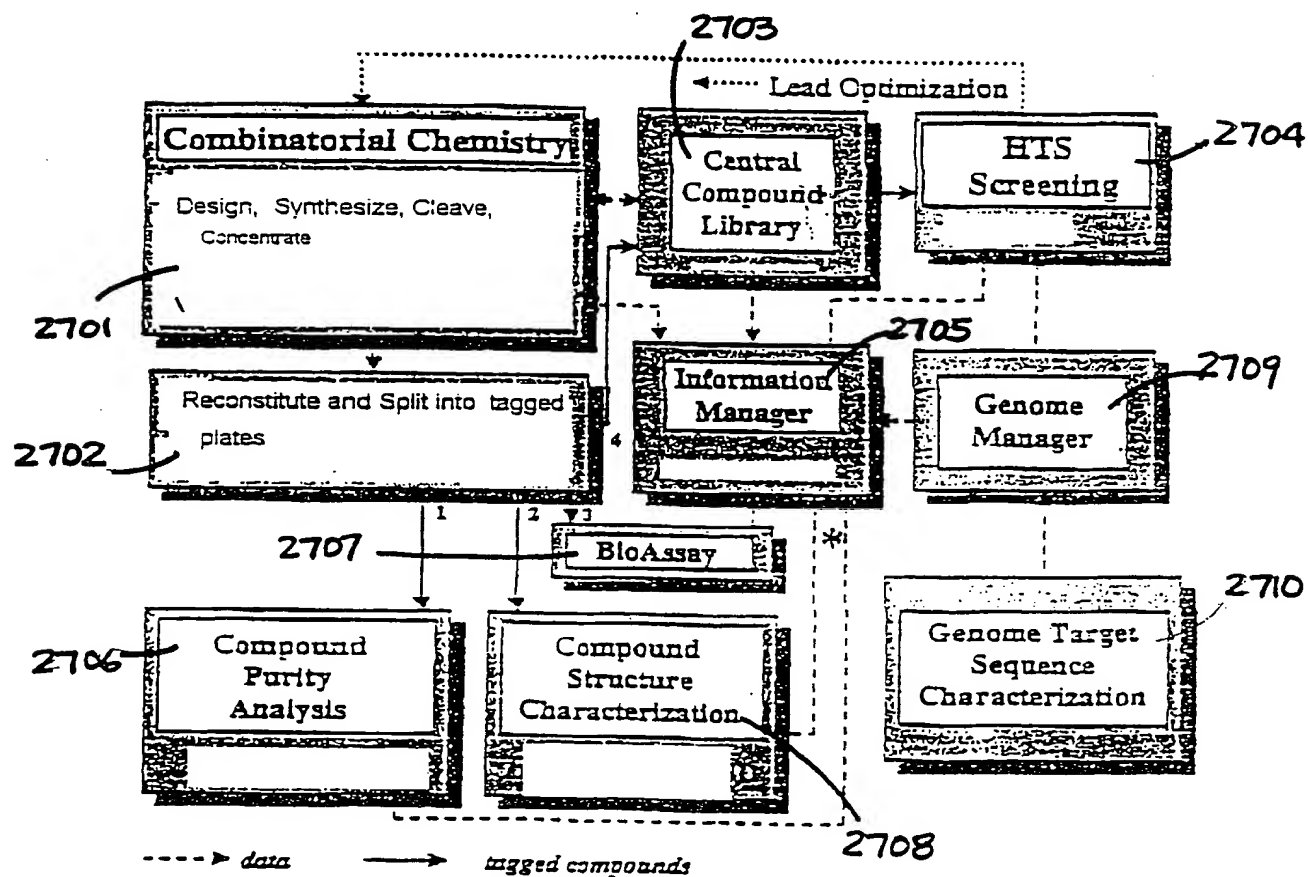 2703
Lead Optimization
Combinatorial Chemistry
Design, Synthesize, Cleave,
Concentrate
2701
Central
Compound
Library
HTS
Screening
2704
2705
Reconstitute and Split into tagged
plates
2702
4
Information
Manager
Genome
Manager
2709
1
2
3
2707
BioAssay
*
2710
2706
Compound
Purity
Analysis
Compound
Structure
Characterization
Genome Target
Sequence
Characterization
2708
data
tagged compounds